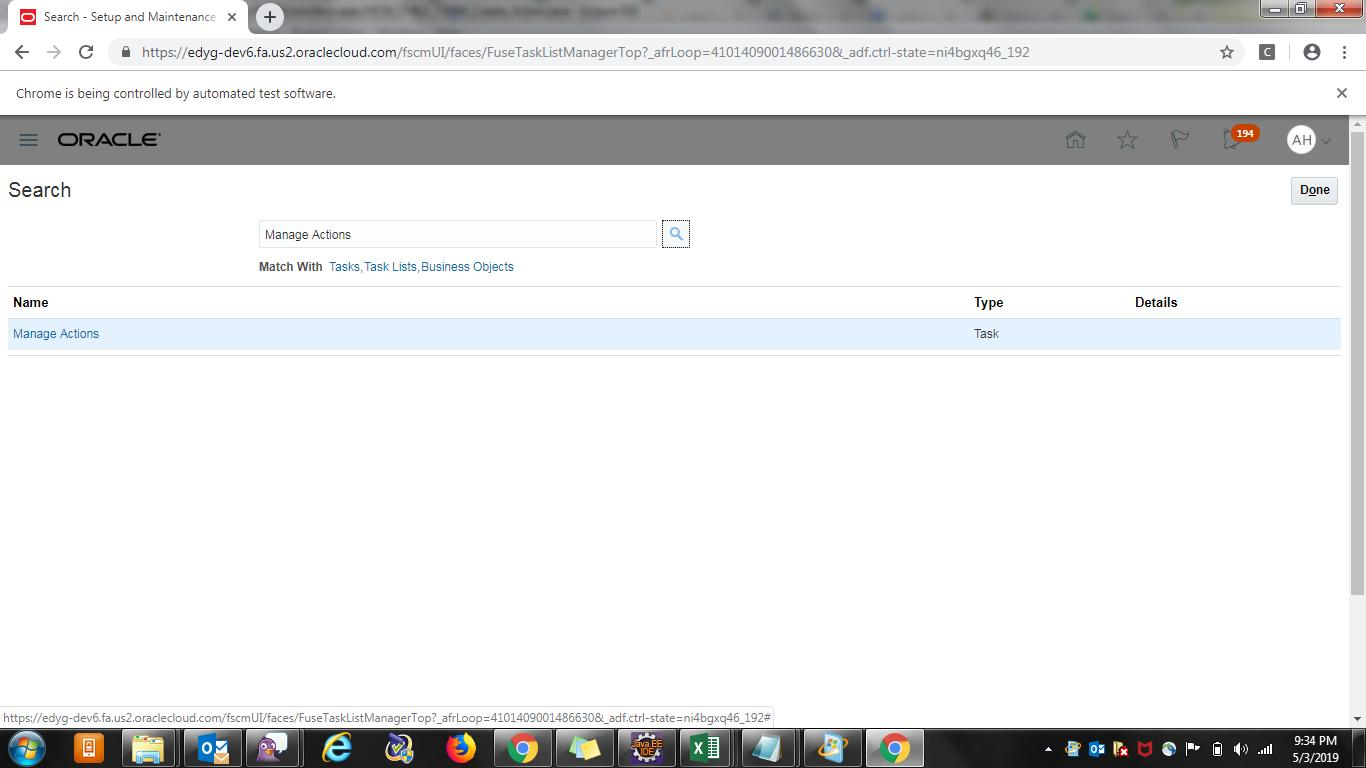 Search - Setup and Maintenance
https://edyg-dev6.fa.us2.oraclecloud.com/fscmUI/faces/FuseTaskListManagerTop?_afrLoop=4101409001486630&_adf.ctrl-state=ni4bgxq46_192
C
Chrome is being controlled by automated test software.
ORACLE
194
AH
Search
Done
Manage Actions
Match With Tasks, Task Lists, Business Objects
Name Type Details
Manage Actions Task
https://edyg-dev6.fa.us2.oraclecloud.com/fscmUI/faces/FuseTaskListManagerTop?_afrLoop=4101409001486630&_adf.ctrl-state=ni4bgxq46_192#
Java EE
IDE
9:34 PM
5/3/2019